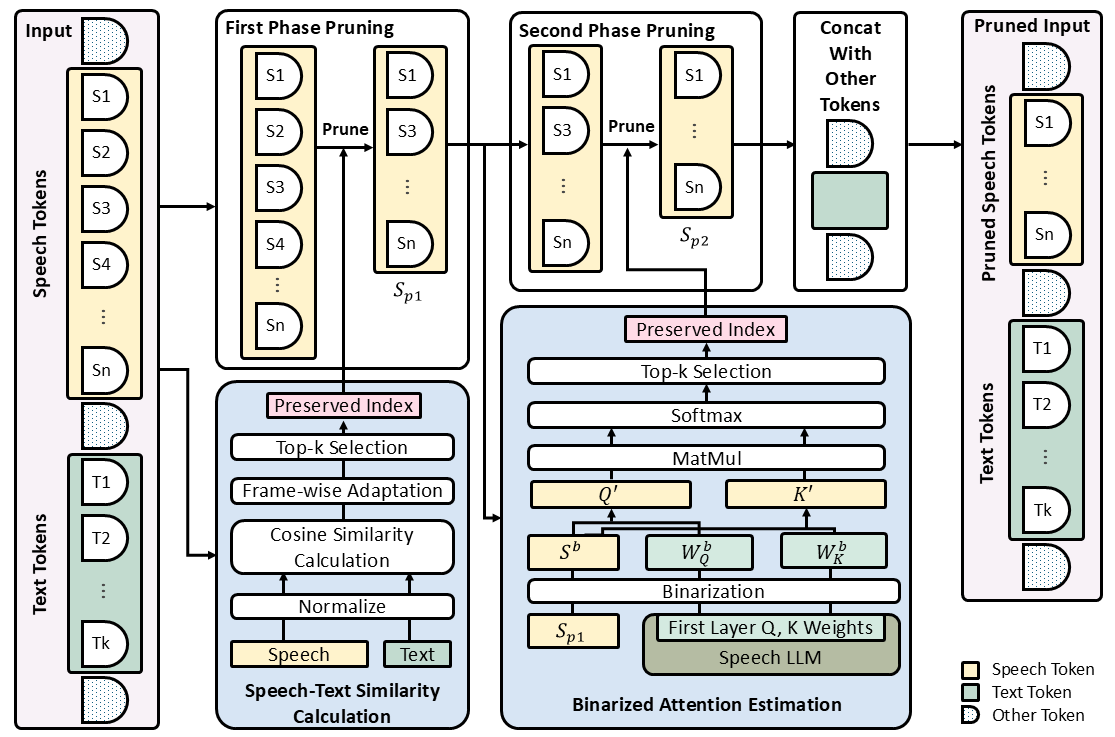 Input
Speech Tokens
S1
S2
S3
S4
...
Sn
Text Tokens
T1
T2
...
Tk
First Phase Pruning
S1
S2
S3
S4
...
Sn
Prune
S1
S3
...
Sn
S_{p1}
Second Phase Pruning
S1
S3
...
Sn
Prune
S1
...
Sn
S_{p2}
Concat
With
Other
Tokens
Pruned Input
Pruned Speech Tokens
S1
...
Sn
Text Tokens
T1
T2
...
Tk
Preserved Index
Top-k Selection
Frame-wise Adaptation
Cosine Similarity
Calculation
Normalize
Speech
Text
Speech-Text Similarity
Calculation
Preserved Index
Top-k Selection
Softmax
MatMul
Q′
K′
S^b
W_Q^b
W_K^b
Binarization
S_{p1}
First Layer Q, K Weights
Speech LLM
Binarized Attention Estimation
Speech Token
Text Token
Other Token